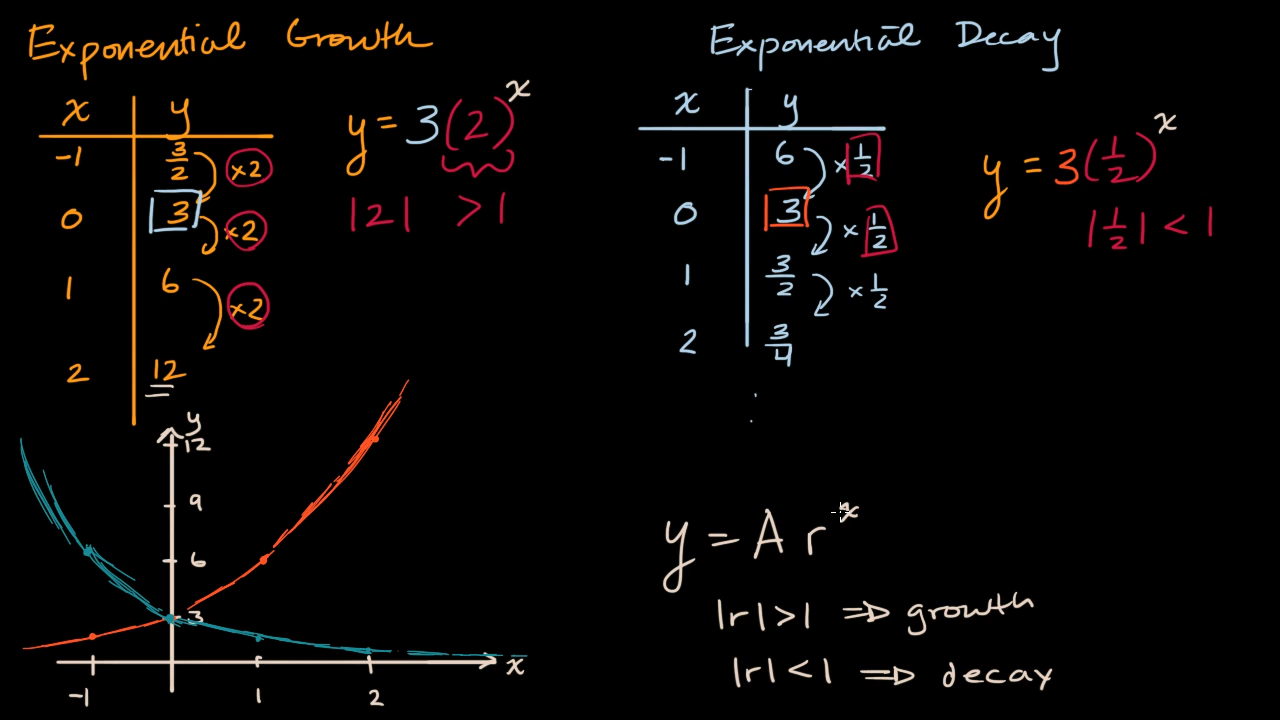 Exponential Growth
x y
-1 3/2 ×2
0 3 ×2
1 6 ×2
2 12
y = 3(2)^x
|2| > 1
Exponential Decay
x y
-1 6 ×1/2
0 3 ×1/2
1 3/2 ×1/2
2 3/4
y = 3(1/2)^x
|1/2| < 1
y
12
9
6
3
-1 1 2 x
y = A r^x
|r| > 1 ⇒ growth
|r| < 1 ⇒ decay